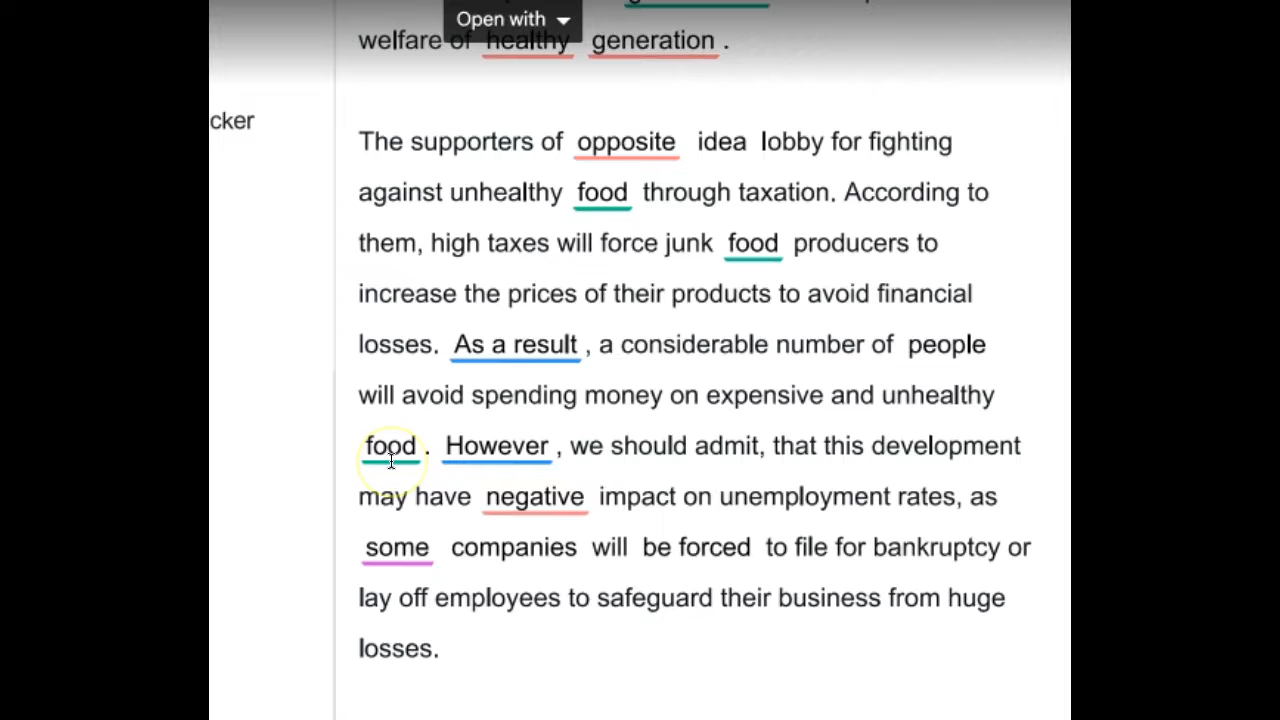 Open with
welfare of healthy generation .
cker
The supporters of opposite idea lobby for fighting
against unhealthy food through taxation. According to
them, high taxes will force junk food producers to
increase the prices of their products to avoid financial
losses. As a result , a considerable number of people
will avoid spending money on expensive and unhealthy
food . However , we should admit, that this development
may have negative impact on unemployment rates, as
some companies will be forced to file for bankruptcy or
lay off employees to safeguard their business from huge
losses.